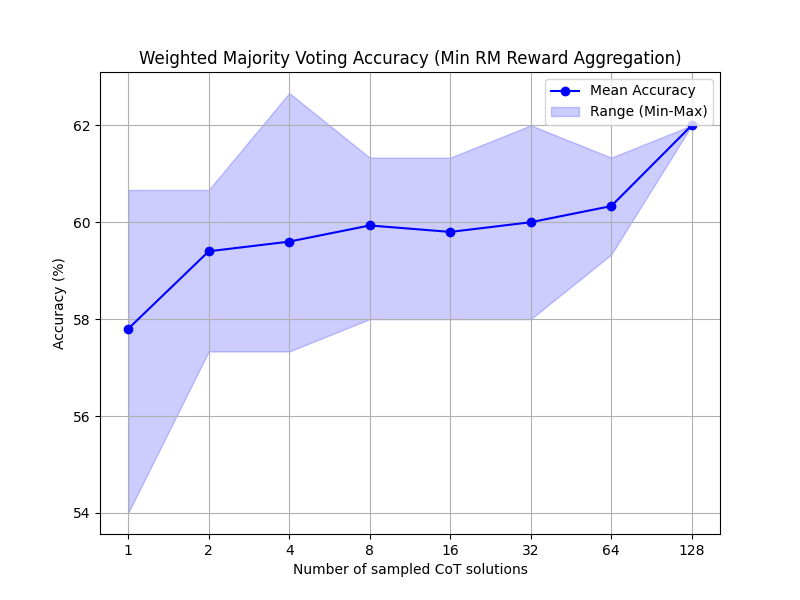 Weighted Majority Voting Accuracy (Min RM Reward Aggregation)
Mean Accuracy
Range (Min-Max)
62
60
58
56
54
Accuracy (%)
1 2 4 8 16 32 64 128
Number of sampled CoT solutions